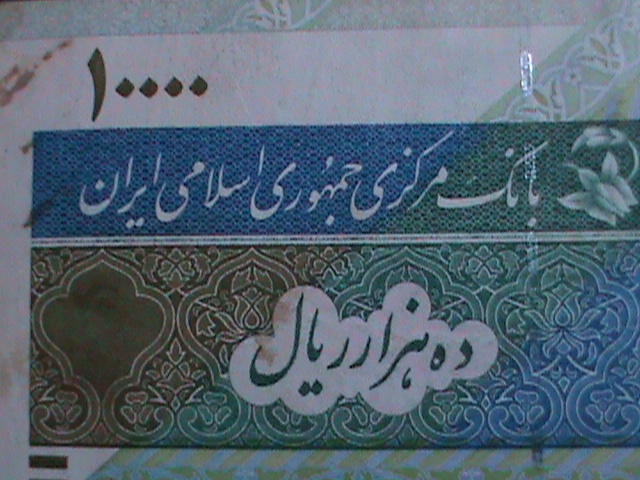 ۱۰۰۰۰
بانک مرکزی جمهوری اسلامی ایران
ده هزار ریال